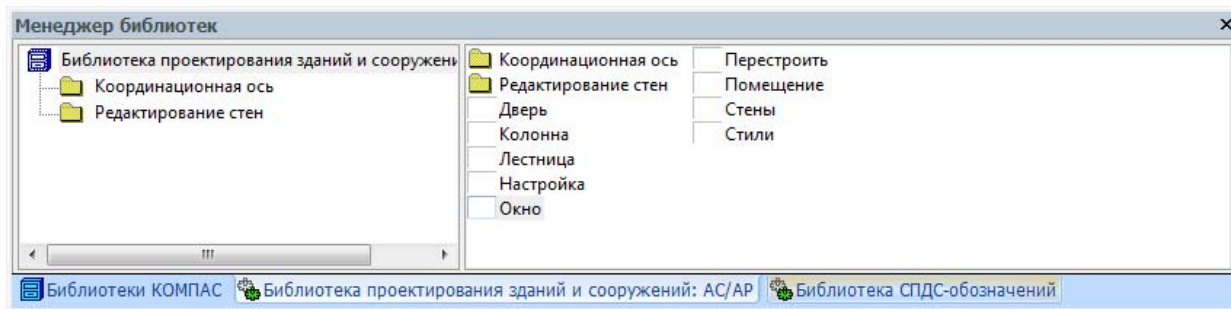 Менеджер библиотек
Библиотека проектирования зданий и сооружени
Координационная ось
Редактирование стен
Координационная ось
Редактирование стен
Дверь
Колонна
Лестница
Настройка
Окно
Перестроить
Помещение
Стены
Стили
Библиотеки КОМПАС Библиотека проектирования зданий и сооружений: АС/АР Библиотека СПДС-обозначений